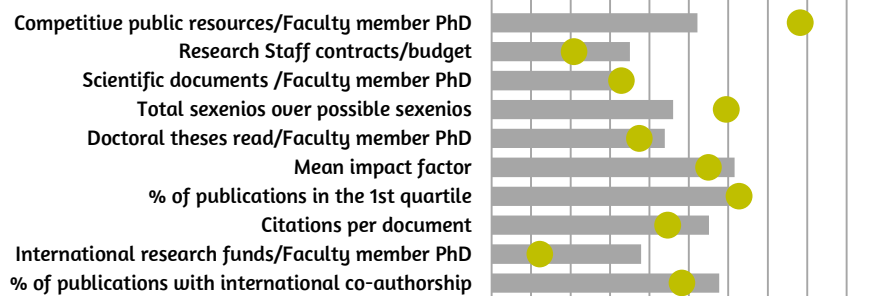 Competitive public resources/Faculty member PhD
Research Staff contracts/budget
Scientific documents /Faculty member PhD
Total sexenios over possible sexenios
Doctoral theses read/Faculty member PhD
Mean impact factor
% of publications in the 1st quartile
Citations per document
International research funds/Faculty member PhD
% of publications with international co-authorship